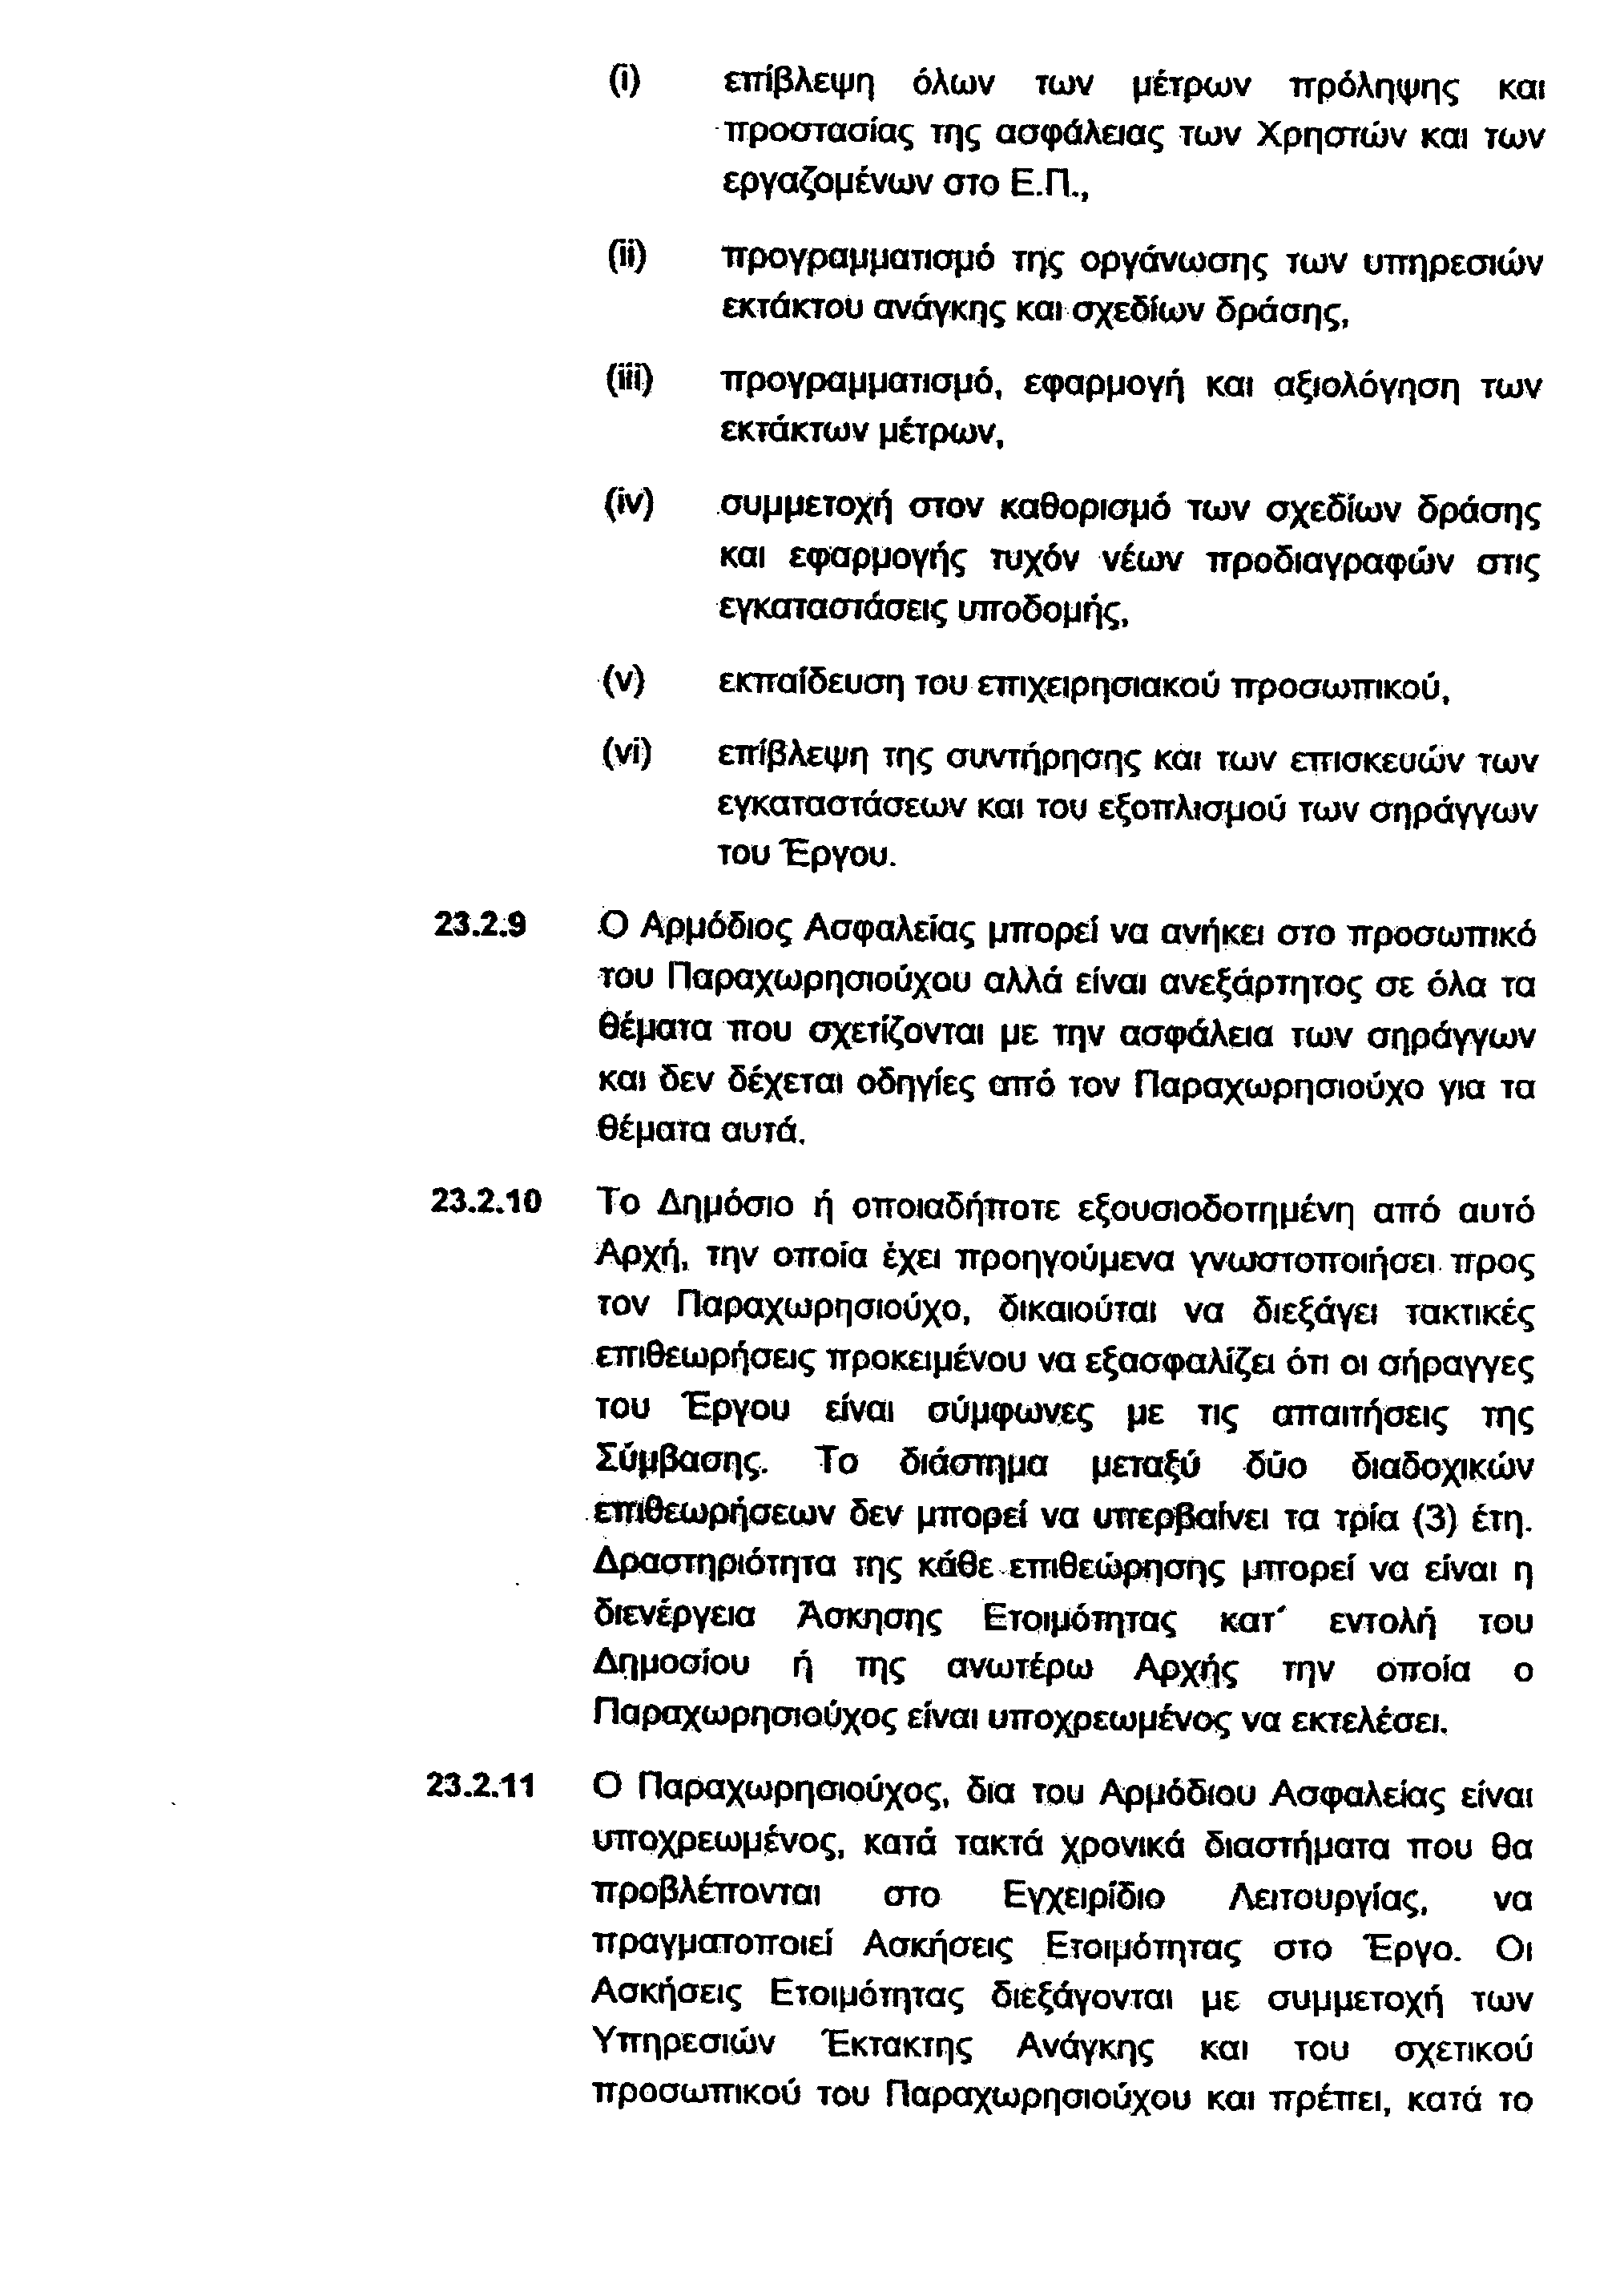 (i) επίβλεψη όλων των μέτρων πρόληψης και
προστασίας της ασφάλειας των Χρηστών και των
εργαζομένων στο Ε.Π.,
(ii) προγραμματισμό της οργάνωσης των υπηρεσιών
εκτάκτου ανάγκης και σχεδίων δράσης,
(iii) προγραμματισμό, εφαρμογή και αξιολόγηση των
εκτάκτων μέτρων,
(iv) συμμετοχή στον καθορισμό των σχεδίων δράσης
και εφαρμογής τυχόν νέων προδιαγραφών στις
εγκαταστάσεις υποδομής,
(v) εκπαίδευση του επιχειρησιακού προσωπικού,
(vi) επίβλεψη της συντήρησης και των επισκευών των
εγκαταστάσεων και του εξοπλισμού των σηράγγων
του Έργου.
23.2.9 Ο Αρμόδιος Ασφαλείας μπορεί να ανήκει στο προσωπικό
του Παραχωρησιούχου αλλά είναι ανεξάρτητος σε όλα τα
θέματα που σχετίζονται με την ασφάλεια των σηράγγων
και δεν δέχεται οδηγίες από τον Παραχωρησιούχο για τα
θέματα αυτά.
23.2.10 Το Δημόσιο ή οποιαδήποτε εξουσιοδοτημένη από αυτό
Αρχή, την οποία έχει προηγούμενα γνωστοποιήσει προς
τον Παραχωρησιούχο, δικαιούται να διεξάγει τακτικές
επιθεωρήσεις προκειμένου να εξασφαλίζει ότι οι σήραγγες
του Έργου είναι σύμφωνες με τις απαιτήσεις της
Σύμβασης. Το διάστημα μεταξύ δύο διαδοχικών
επιθεωρήσεων δεν μπορεί να υπερβαίνει τα τρία (3) έτη.
Δραστηριότητα της κάθε επιθεώρησης μπορεί να είναι η
διενέργεια Άσκησης Ετοιμότητας κατ' εντολή του
Δημοσίου ή της ανωτέρω Αρχής την οποία ο
Παραχωρησιούχος είναι υποχρεωμένος να εκτελέσει.
23.2.11 Ο Παραχωρησιούχος, δια του Αρμόδιου Ασφαλείας είναι
υποχρεωμένος, κατά τακτά χρονικά διαστήματα που θα
προβλέπονται στο Εγχειρίδιο Λειτουργίας, να
πραγματοποιεί Ασκήσεις Ετοιμότητας στο Έργο. Οι
Ασκήσεις Ετοιμότητας διεξάγονται με συμμετοχή των
Υπηρεσιών Έκτακτης Ανάγκης και του σχετικού
προσωπικού του Παραχωρησιούχου και πρέπει, κατά το